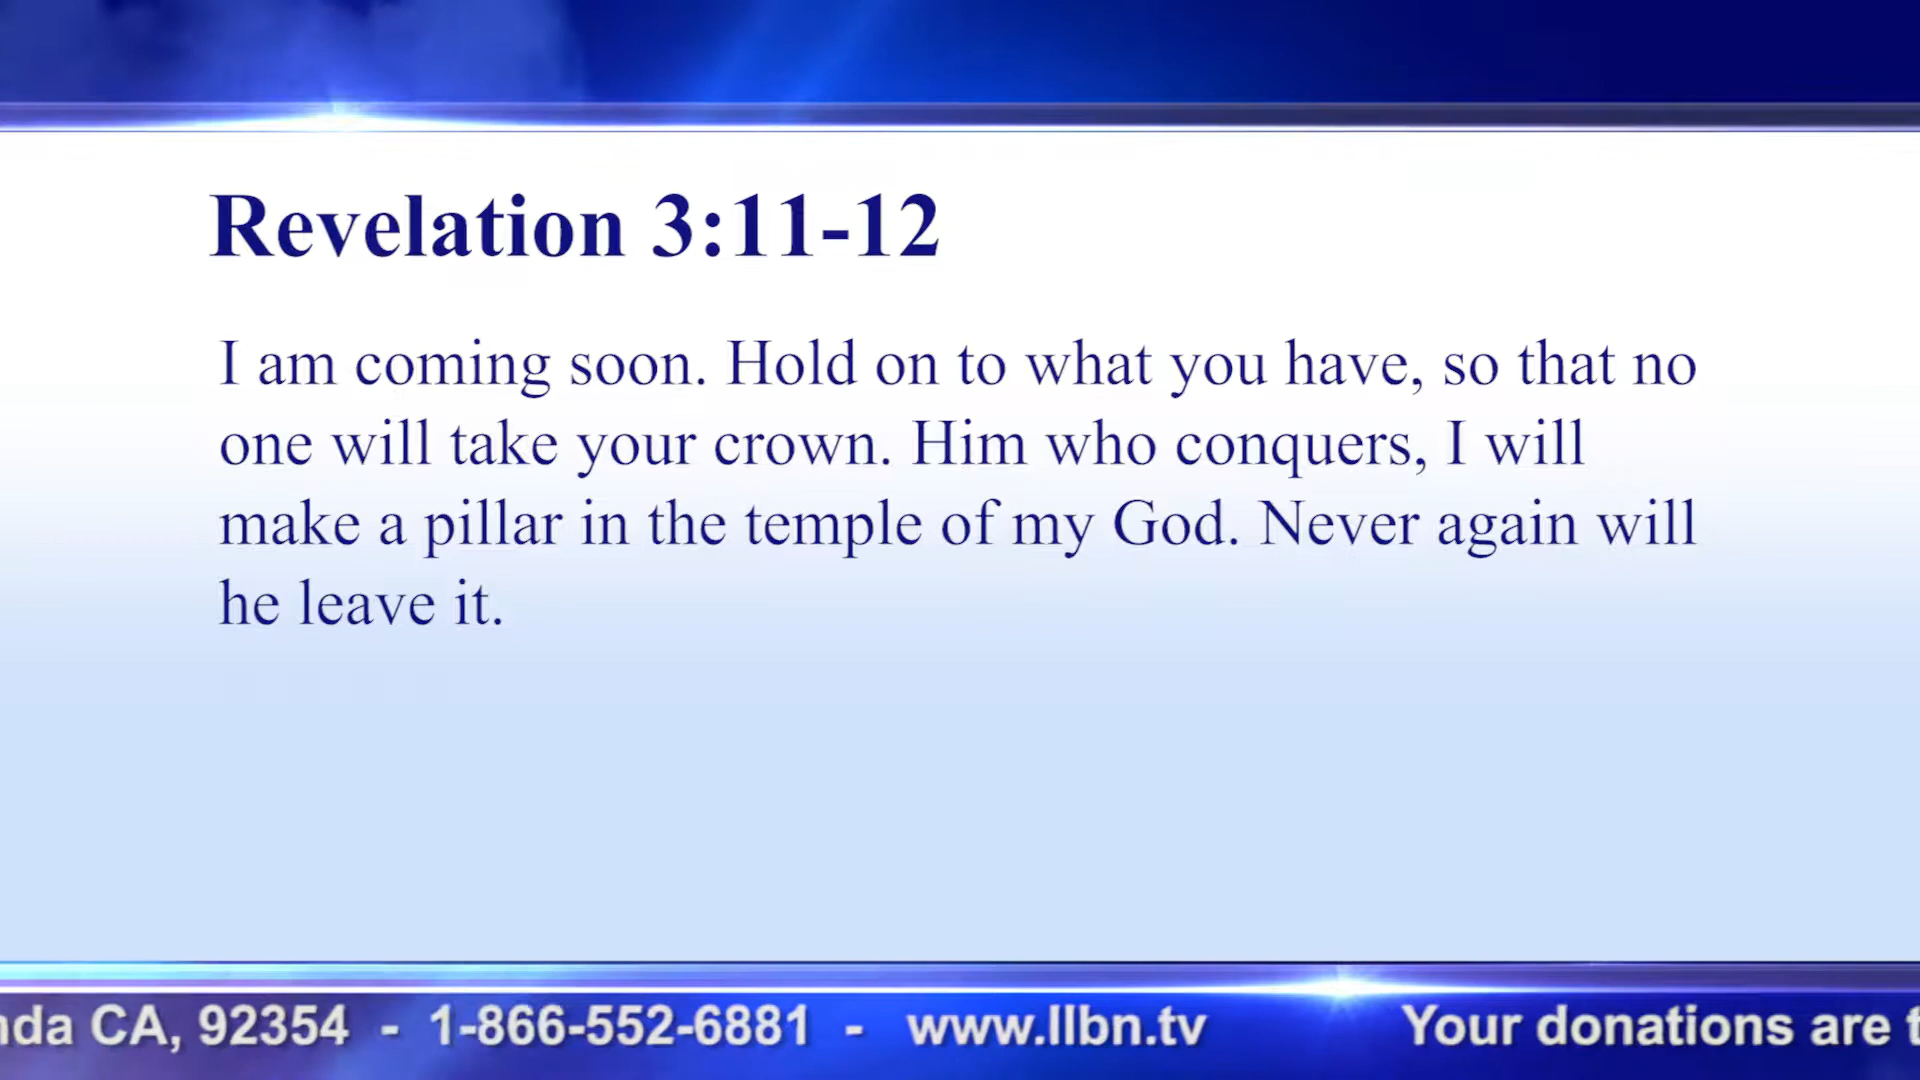 Revelation 3:11-12
I am coming soon. Hold on to what you have, so that no
one will take your crown. Him who conquers, I will
make a pillar in the temple of my God. Never again will
he leave it.
CA, 92354 - 1-866-552-6881 - www.llbn.tv Your donations are